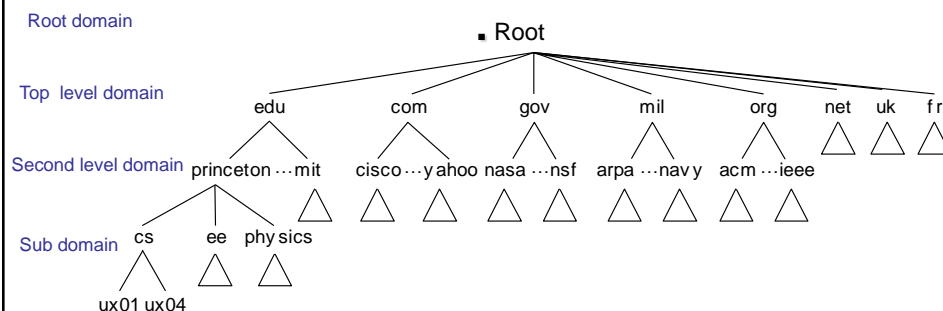 Root domain
. Root
Top level domain
edu com gov mil org net uk fr
Second level domain princeton ...mit cisco ...yahoo nasa ...nsf arpa ...navy acm ...ieee
Sub domain cs ee physics
ux01 ux04